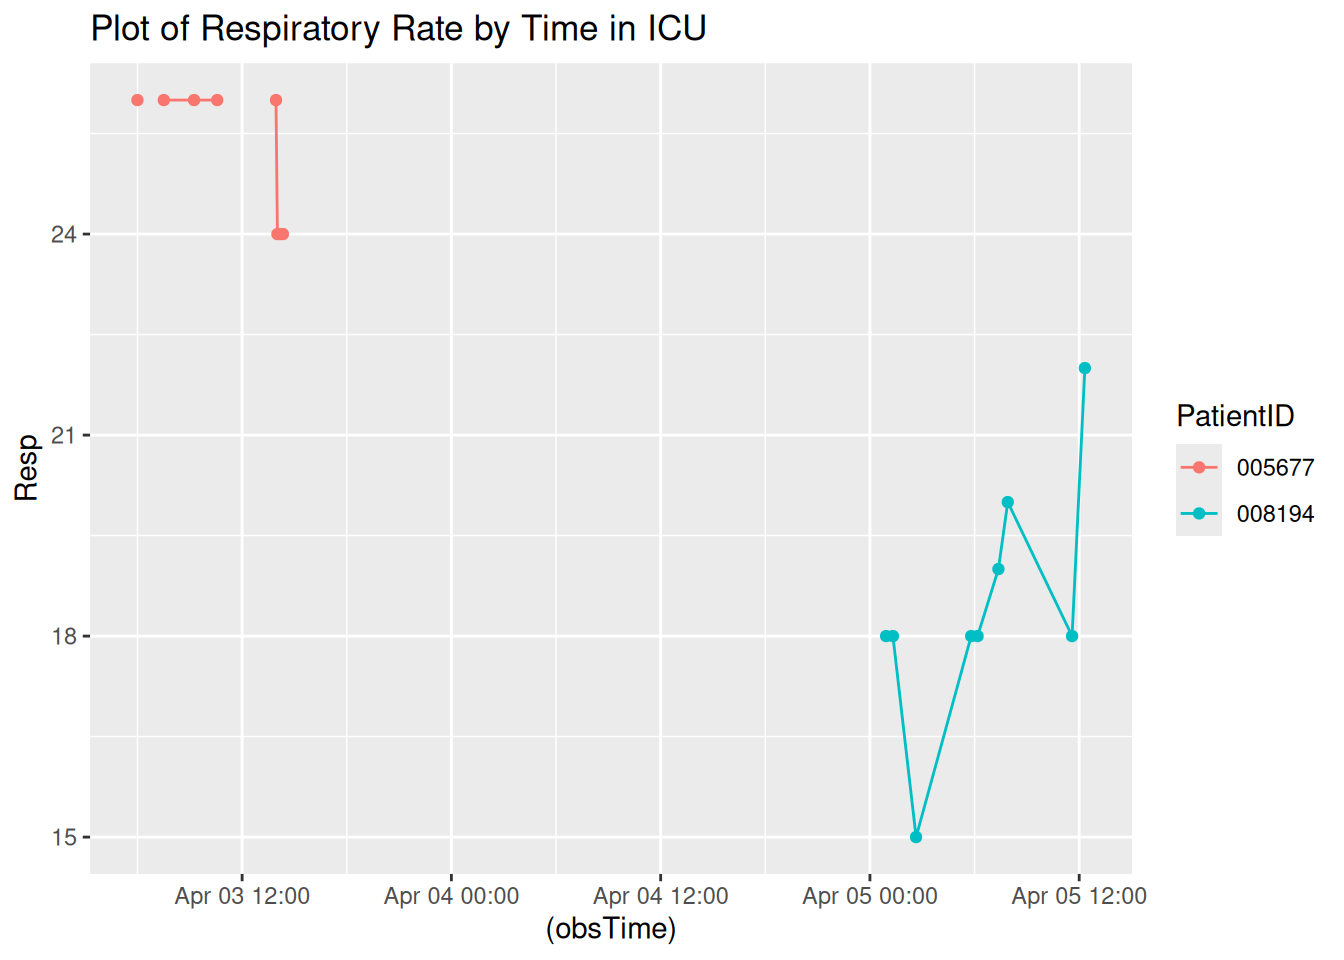 Plot of Respiratory Rate by Time in ICU
24
21
18
15
Resp
Apr 03 12:00
Apr 04 00:00
Apr 04 12:00
Apr 05 00:00
Apr 05 12:00
(obsTime)
PatientID
005677
008194